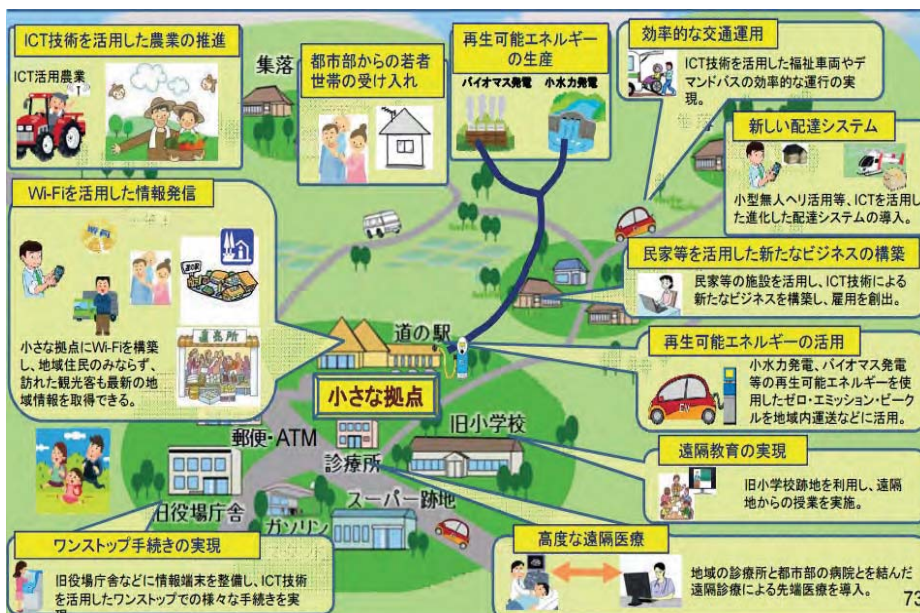 ICT技術を活用した農業の推進
ICT活用農業
集落
都市部からの若者
世帯の受け入れ
再生可能エネルギー
の生産
バイオマス発電
小水力発電
効率的な交通運用
ICT技術を活用した福祉車両やデ
マンドバスの効率的な運行の実
現。
新しい配達システム
小型無人ヘリ活用等、ICTを活用し
た進化した配達システムの導入。
Wi-Fiを活用した情報発信
直売所
小さな拠点にWi-Fiを構築
し、地域住民のみならず、
訪れた観光客も最新の地
域情報を取得できる。
民家等を活用した新たなビジネスの構築
民家等の施設を活用し、ICT技術による
新たなビジネスを構築し、雇用を創出。
道の駅
小さな拠点
再生可能エネルギーの活用
小水力発電、バイオマス発電
等の再生可能エネルギーを使
用したゼロ・エミッション・ビーク
ルを地域内運送などに活用。
EV
郵便・ATM
診療所
旧小学校
旧役場庁舎
ガソリン
スーパー跡地
遠隔教育の実現
旧小学校跡地を利用し、遠隔
地からの授業を実施。
ワンストップ手続きの実現
旧役場庁舎などに情報端末を整備し、ICT技術
を活用したワンストップでの様々な手続きを実
高度な遠隔医療
地域の診療所と都市部の病院とを結んだ
遠隔診療による先端医療を導入。
73